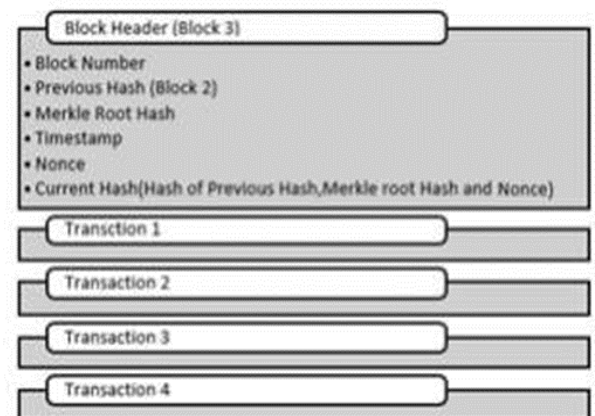 Block Header (Block 3)
• Block Number
• Previous Hash (Block 2)
• Merkle Root Hash
• Timestamp
• Nonce
• Current Hash(Hash of Previous Hash,Merkle root Hash and Nonce)
Transction 1
Transaction 2
Transaction 3
Transaction 4